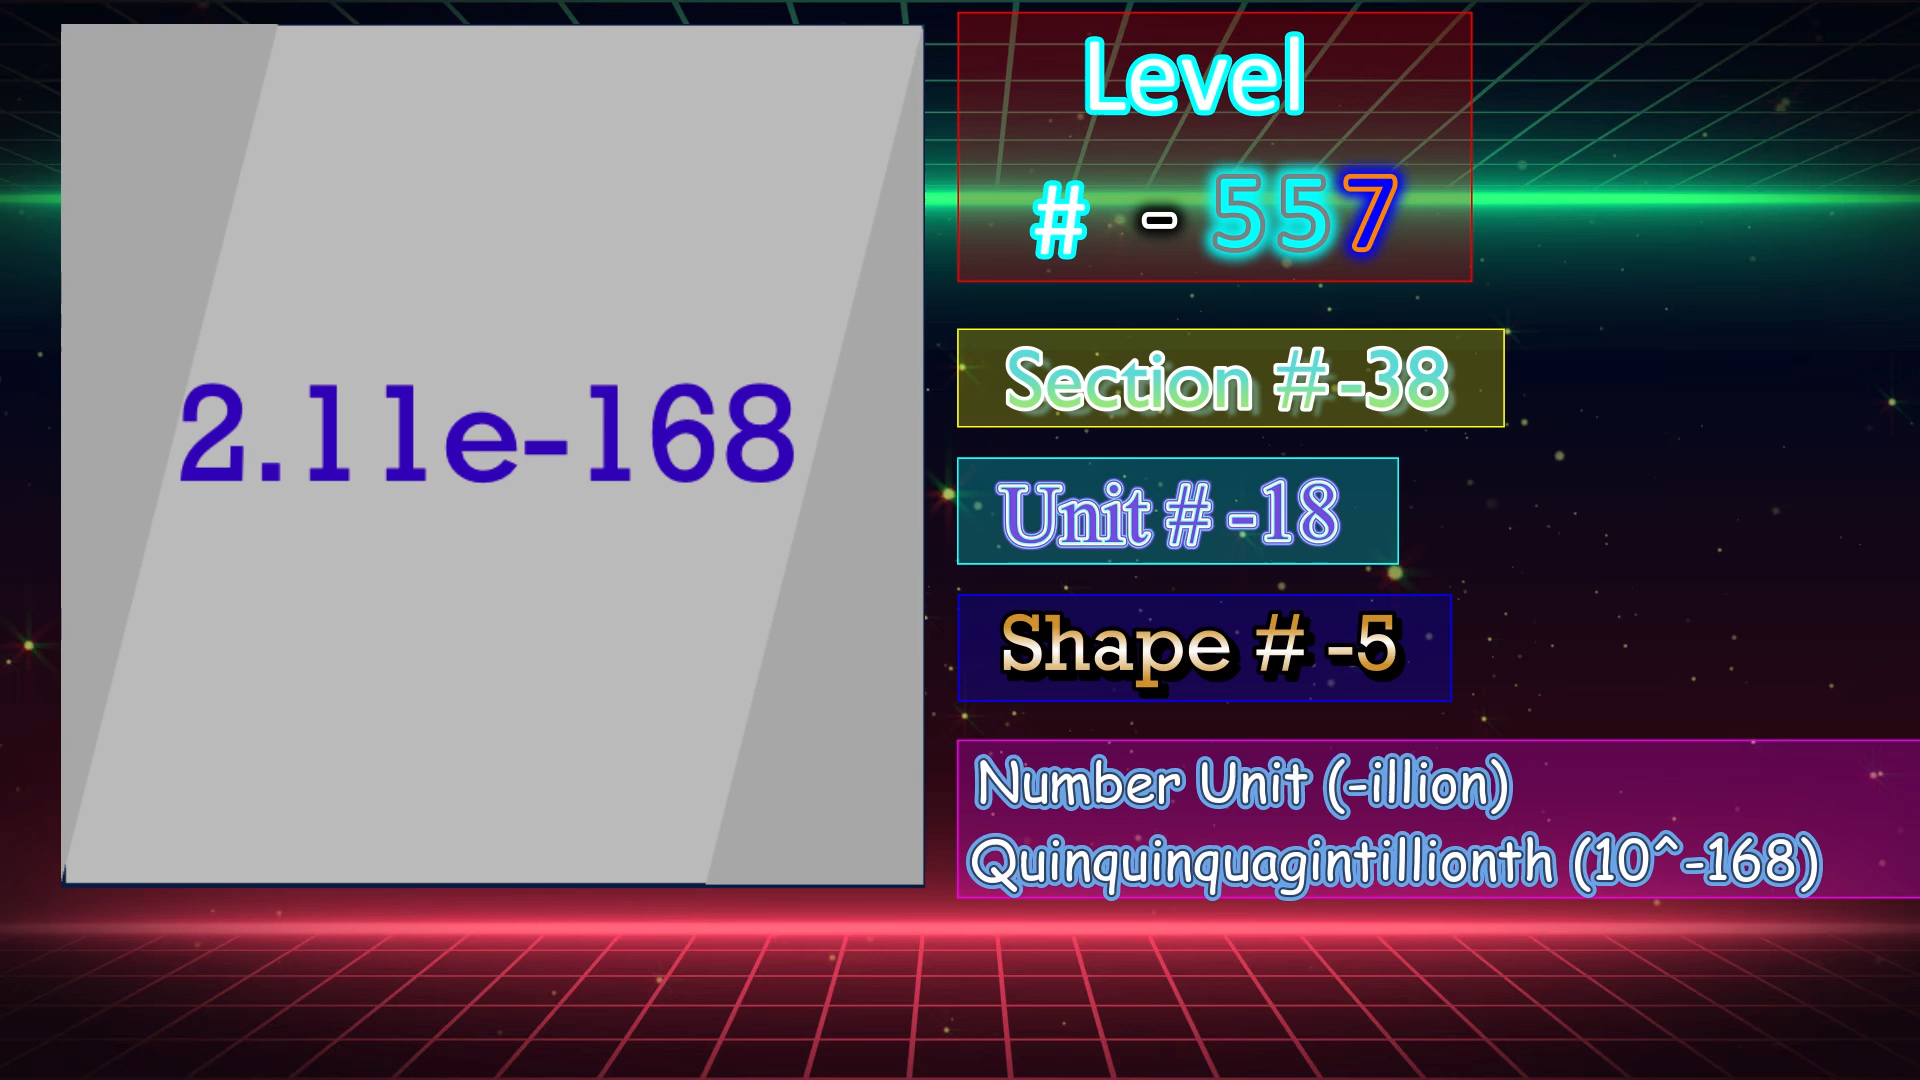 2.11e-168
Level
# -557
Section #-38
Unit # -18
Shape # -5
Number Unit (-illion)
Quinquinquagintillionth (10^-168)